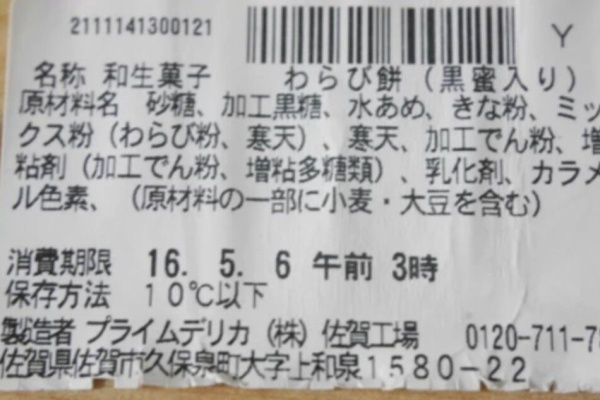 2111141300121
Y
名称 和生菓子 わらび餅（黒蜜入り）
原材料名 砂糖、加工黒糖、水あめ、きな粉、ミッ
クス粉（わらび粉、寒天）、寒天、加工でん粉、増
粘剤（加工でん粉、増粘多糖類）、乳化剤、カラメ
ル色素、（原材料の一部に小麦・大豆を含む）
消費期限 16. 5. 6 午前 3時
保存方法 10℃以下
製造者 プライムデリカ（株）佐賀工場 0120-711-7
佐賀県佐賀市久保泉町大字上和泉1580-22